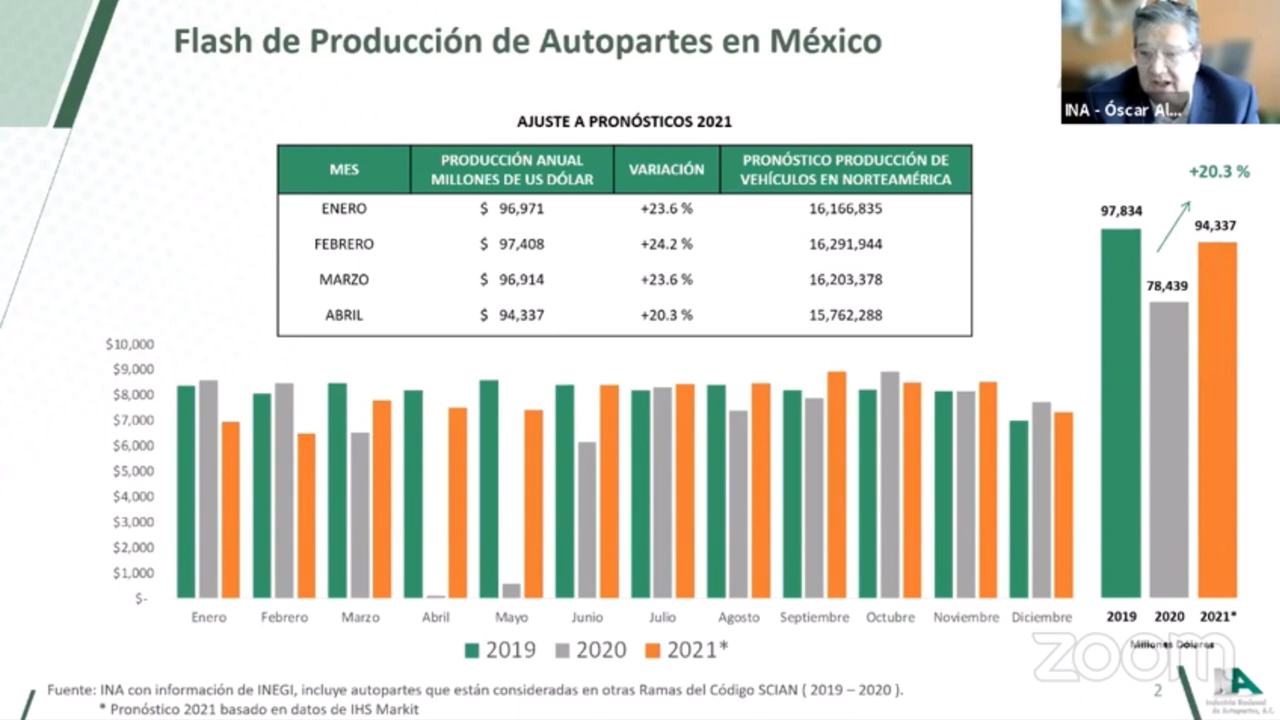 Flash de Producción de Autopartes en México
INA - Óscar Al...
AJUSTE A PRONÓSTICOS 2021
MES
PRODUCCIÓN ANUAL
MILLONES DE US DÓLAR
VARIACIÓN
PRONÓSTICO PRODUCCIÓN DE
VEHÍCULOS EN NORTEAMÉRICA
ENERO $ 96,971 +23.6 % 16,166,835
FEBRERO $ 97,408 +24.2 % 16,291,944
MARZO $ 96,914 +23.6 % 16,203,378
ABRIL $ 94,337 +20.3 % 15,762,288
+20.3 %
97,834
94,337
78,439
$10,000
$9,000
$8,000
$7,000
$6,000
$5,000
$4,000
$3,000
$2,000
$1,000
$-
Enero Febrero Marzo Abril Mayo Junio Julio Agosto Septiembre Octubre Noviembre Diciembre
2019 2020 2021*
Millones Dólares
2019 2020 2021*
zoom
Fuente: INA con información de INEGI, incluye autopartes que están consideradas en otras Ramas del Código SCIAN ( 2019 – 2020 ).
* Pronóstico 2021 basado en datos de IHS Markit
2
INA
Industria Nacional
de Autopartes, A.C.